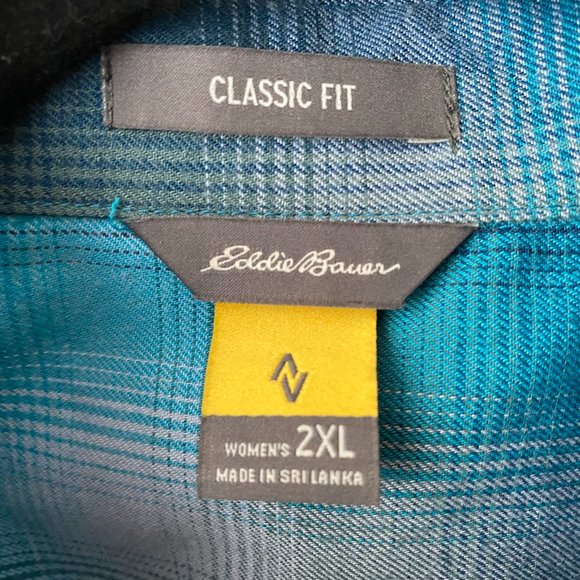 CLASSIC FIT
Eddie Bauer
WOMEN'S 2XL
MADE IN SRI LANKA